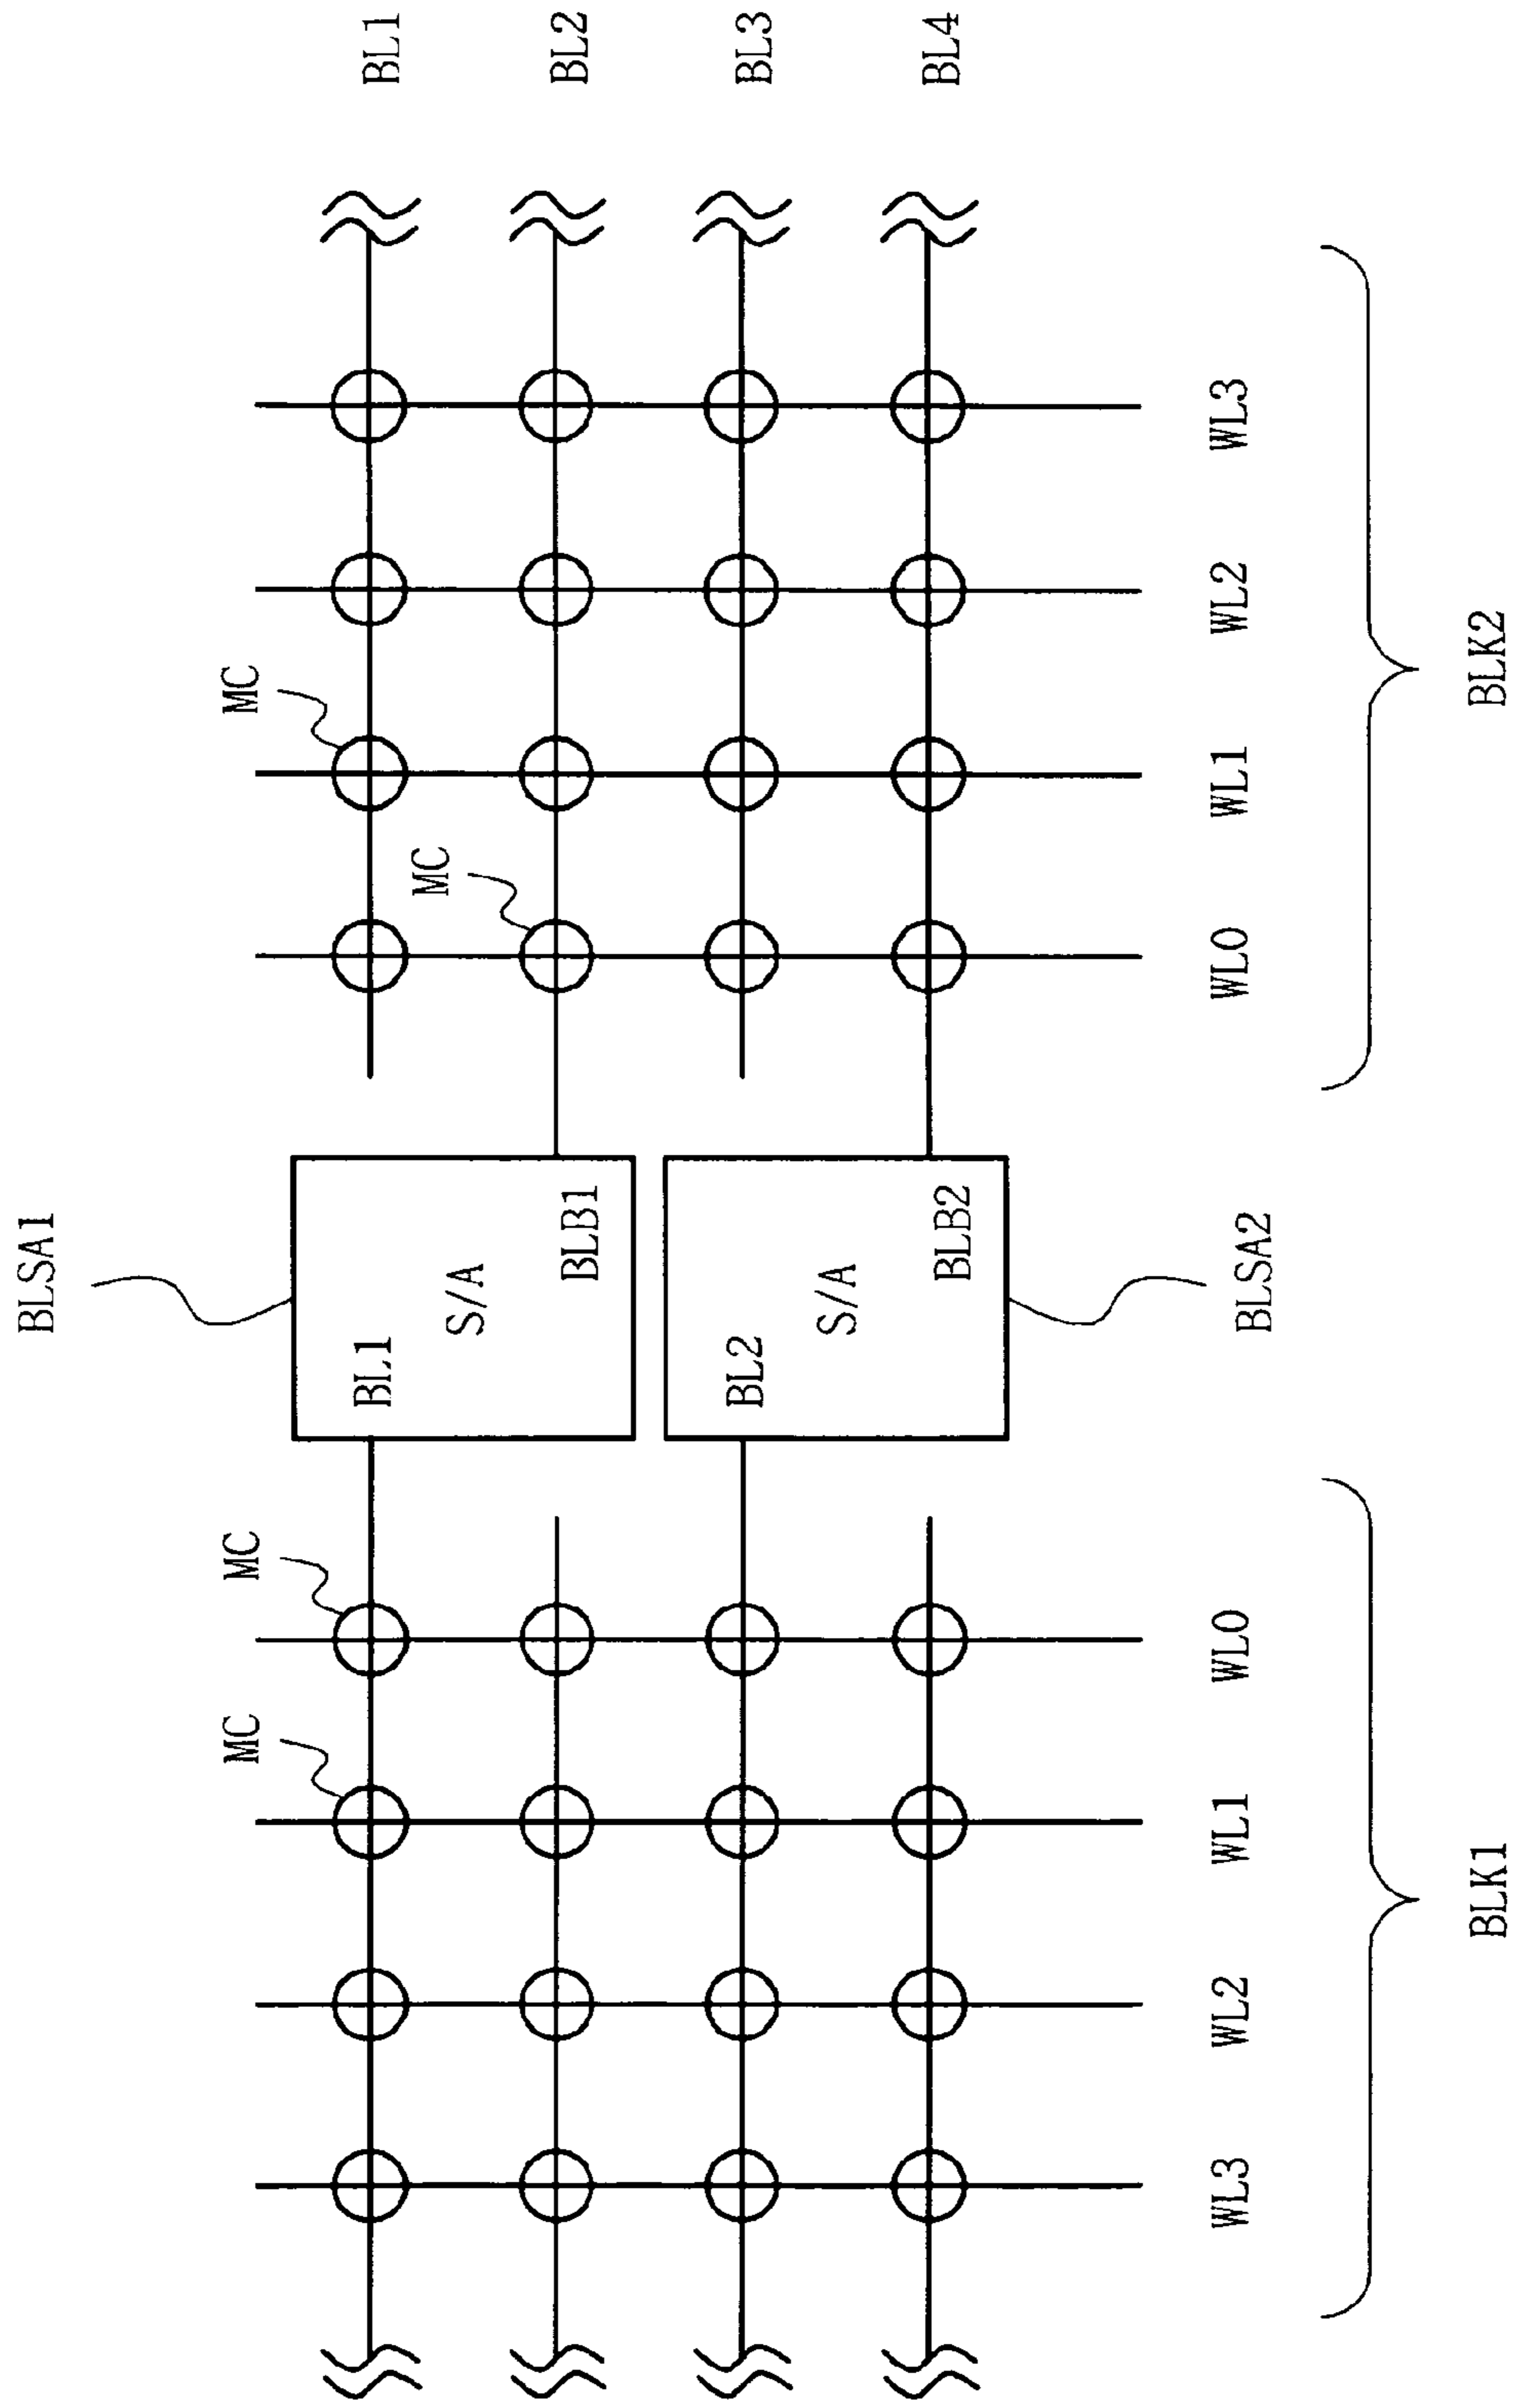 BLSA1
MC
MC
MC
MC
BL1
BL1
S/A
BLB1
BL2
BL2
BL3
S/A
BLB2
BL4
WL3 WL2 WL1 WL0
BLSA2
WL0 WL1 WL2 WL3
BLK1
BLK2